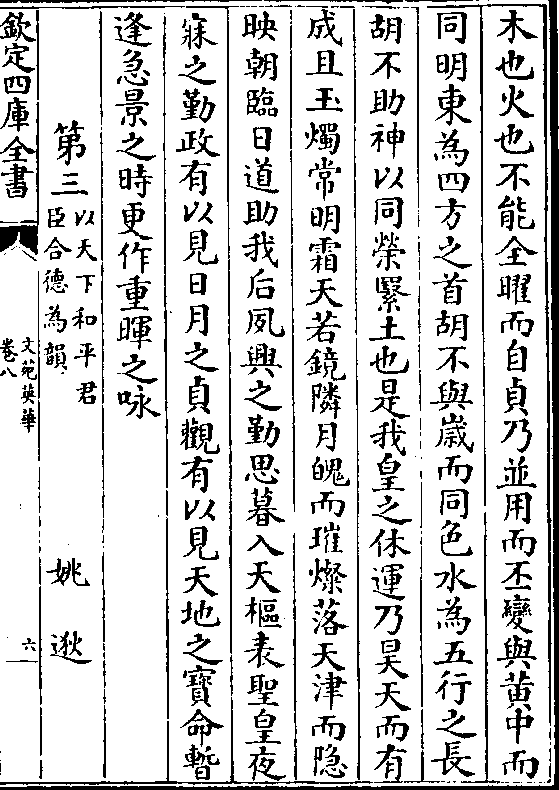 木也火也不能全曜而自貞乃並用而丕變與黃中而
同明東為四方之首胡不與嵗而同色水為五行之長
胡不助神以同榮緊土也是我皇之休運乃昊天而有
成且玉燭常明霜天若鏡隣月魄而璀燦落天津而隐
映朝臨日道助我后夙興之勤思暮入天樞表聖皇夜
寐之勤政有以見日月之貞觀有以見天地之寶命暫
逢急景之時更作重暉之咏
第三以天下和平君臣合德為韻 姚逖
欽定四庫全書
文苑英華
卷八
六